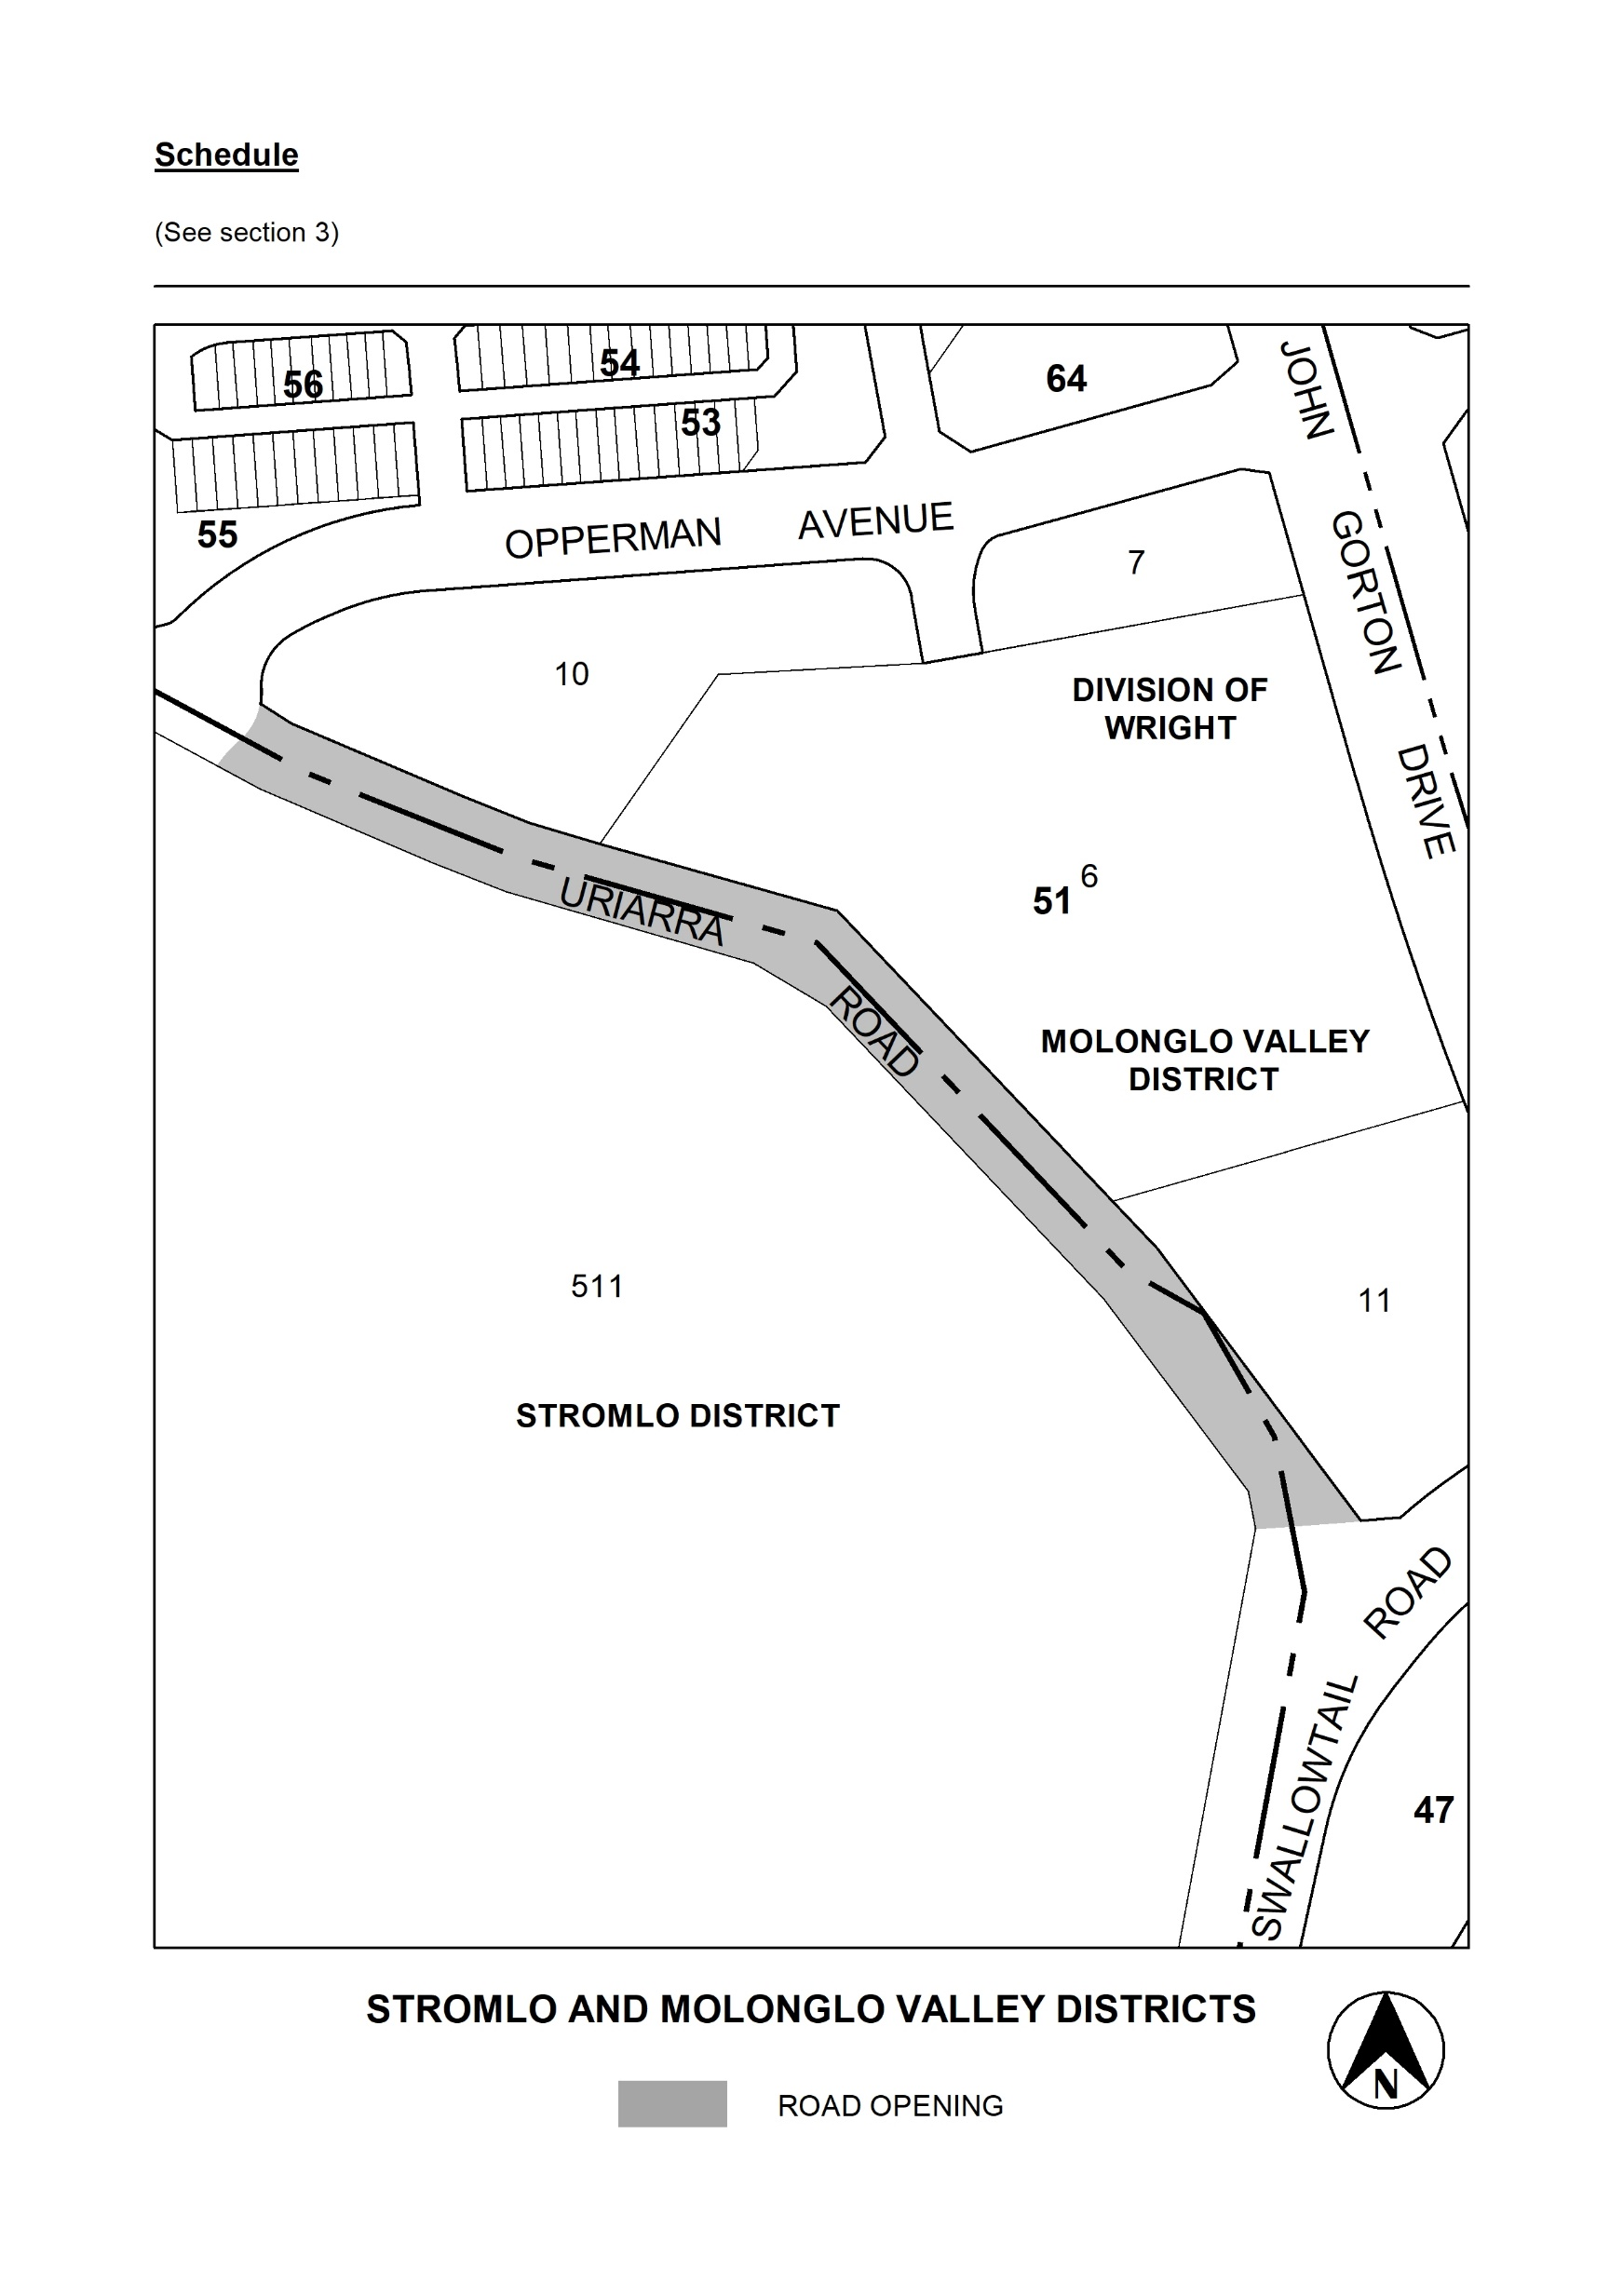 Schedule
(See section 3)
56
54
64
JOHN
53
55
OPPERMAN AVENUE
GORTON
7
10
DIVISION OF
WRIGHT
DRIVE
6
51
URIARRA
ROAD
MOLONGLO VALLEY
DISTRICT
511
11
STROMLO DISTRICT
SWALLOWTAIL ROAD
47
STROMLO AND MOLONGLO VALLEY DISTRICTS
N
ROAD OPENING